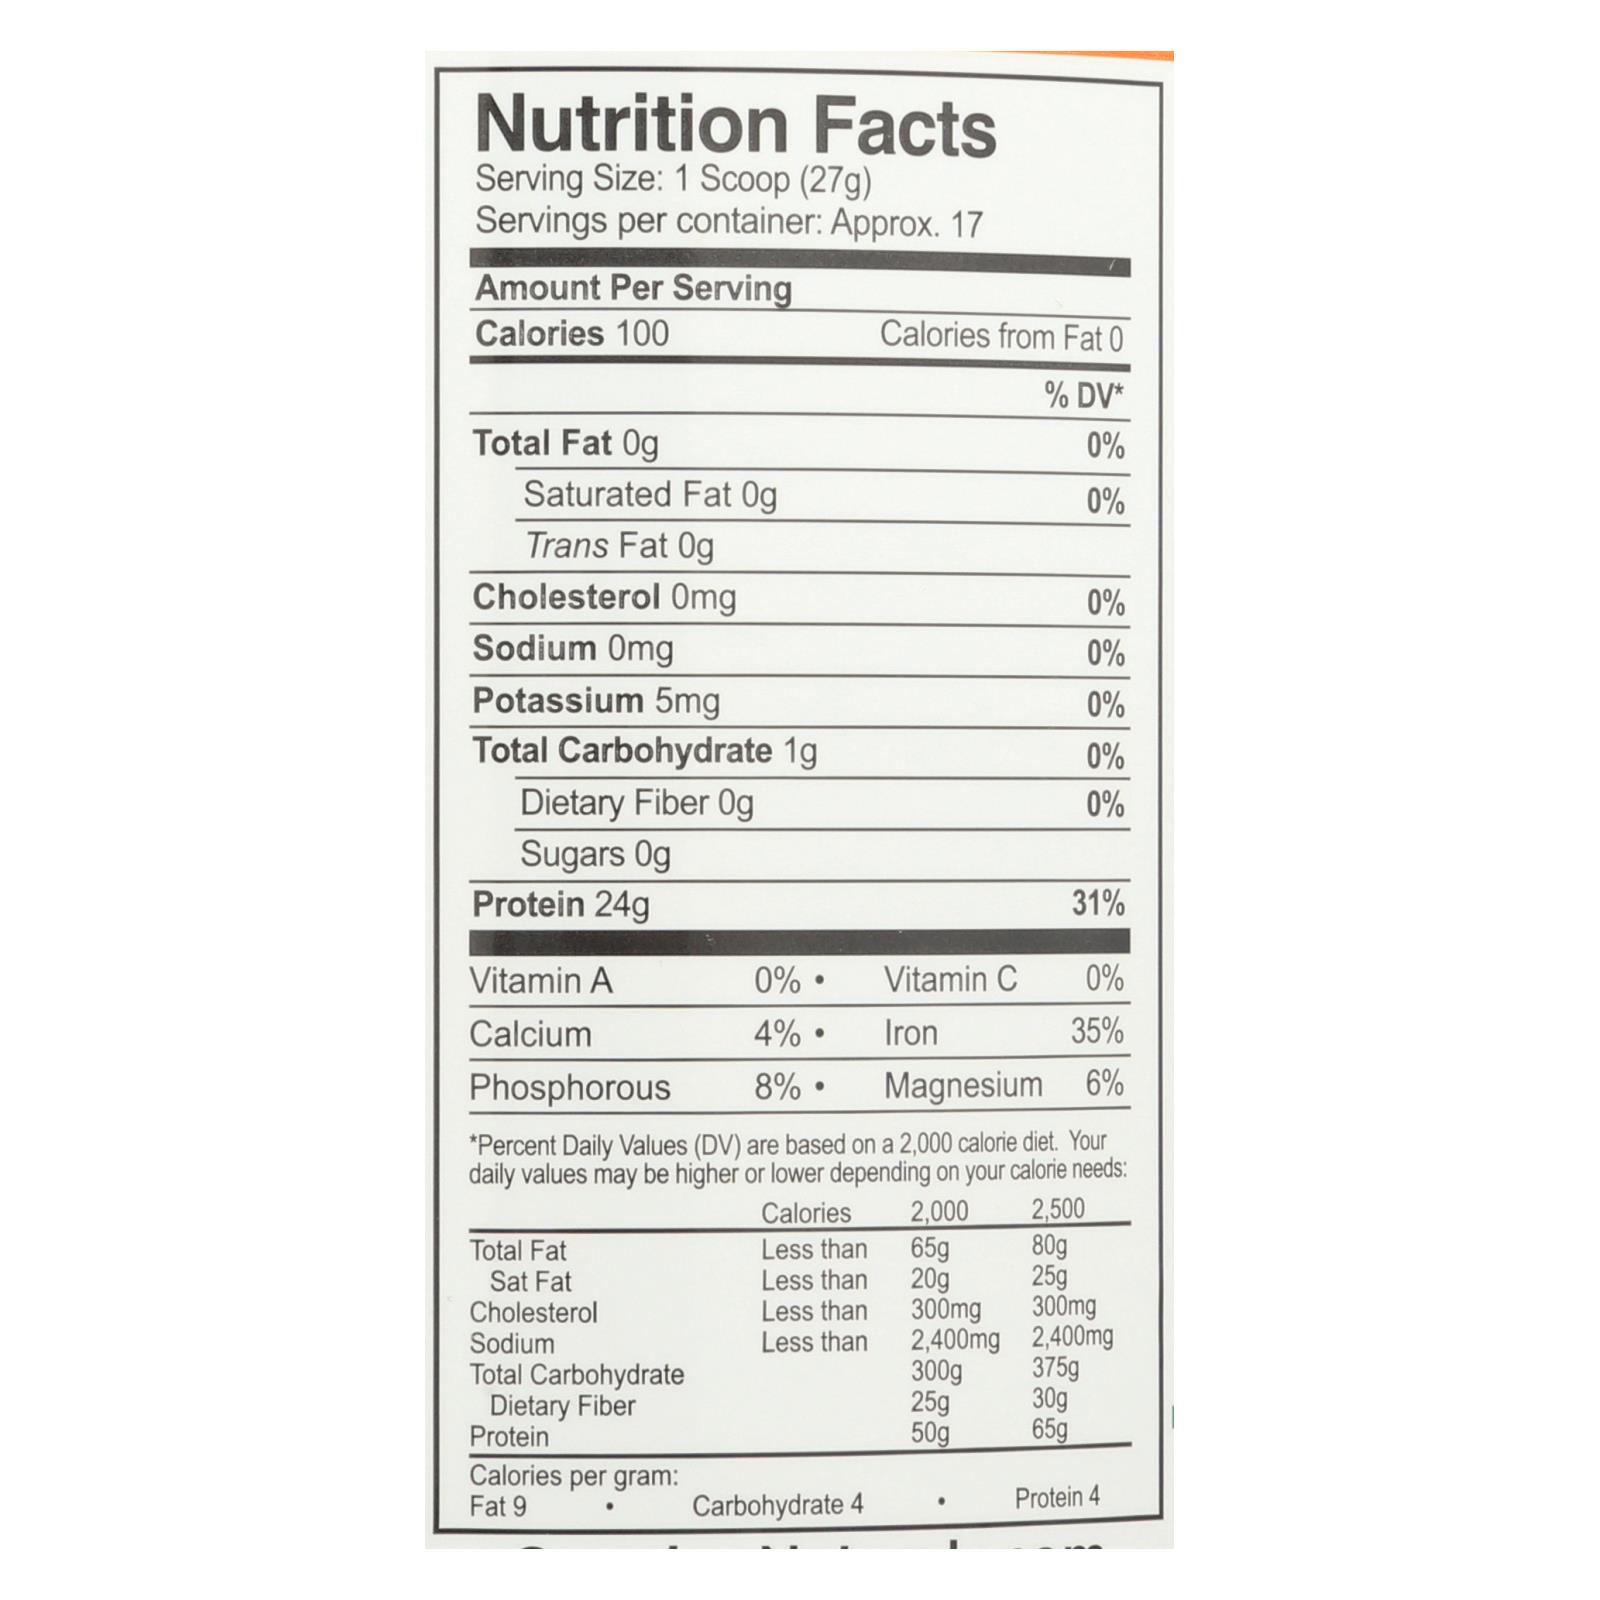 Nutrition Facts
Serving Size: 1 Scoop (27g)
Servings per container: Approx. 17
Amount Per Serving
Calories 100 Calories from Fat 0
% DV*
Total Fat 0g 0%
Saturated Fat 0g 0%
Trans Fat 0g
Cholesterol 0mg 0%
Sodium 0mg 0%
Potassium 5mg 0%
Total Carbohydrate 1g 0%
Dietary Fiber 0g 0%
Sugars 0g
Protein 24g 31%
Vitamin A 0% • Vitamin C 0%
Calcium 4% • Iron 35%
Phosphorous 8% • Magnesium 6%
*Percent Daily Values (DV) are based on a 2,000 calorie diet. Your
daily values may be higher or lower depending on your calorie needs:
Calories 2,000 2,500
Total Fat Less than 65g 80g
Sat Fat Less than 20g 25g
Cholesterol Less than 300mg 300mg
Sodium Less than 2,400mg 2,400mg
Total Carbohydrate 300g 375g
Dietary Fiber 25g 30g
Protein 50g 65g
Calories per gram:
Fat 9 • Carbohydrate 4 • Protein 4